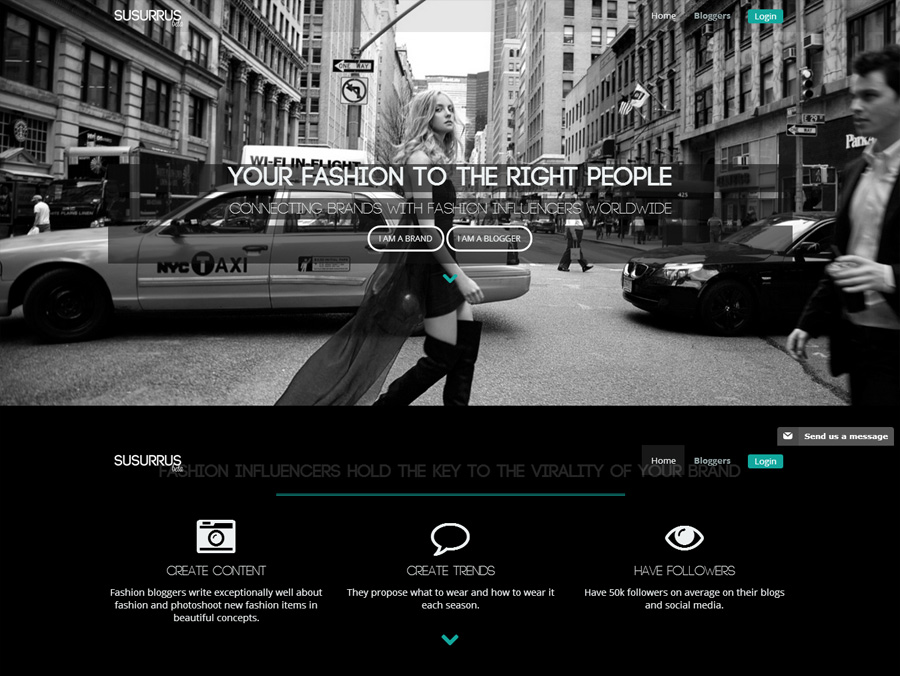 SUSURRUS
beta
Home Bloggers Login
ONE WAY
WI-FI IN-FLIGHT
YOUR FASHION TO THE RIGHT PEOPLE
425
CONNECTING BRANDS WITH FASHION INFLUENCERS WORLDWIDE
I AM A BRAND I AM A BLOGGER
NYC TAXI
Send us a message
SUSURRUS
beta
Home Bloggers Login
FASHION INFLUENCERS HOLD THE KEY TO THE VIRALITY OF YOUR BRAND
CREATE CONTENT
Fashion bloggers write exceptionally well about
fashion and photoshoot new fashion items in
beautiful concepts.
CREATE TRENDS
They propose what to wear and how to wear it
each season.
HAVE FOLLOWERS
Have 50k followers on average on their blogs
and social media.